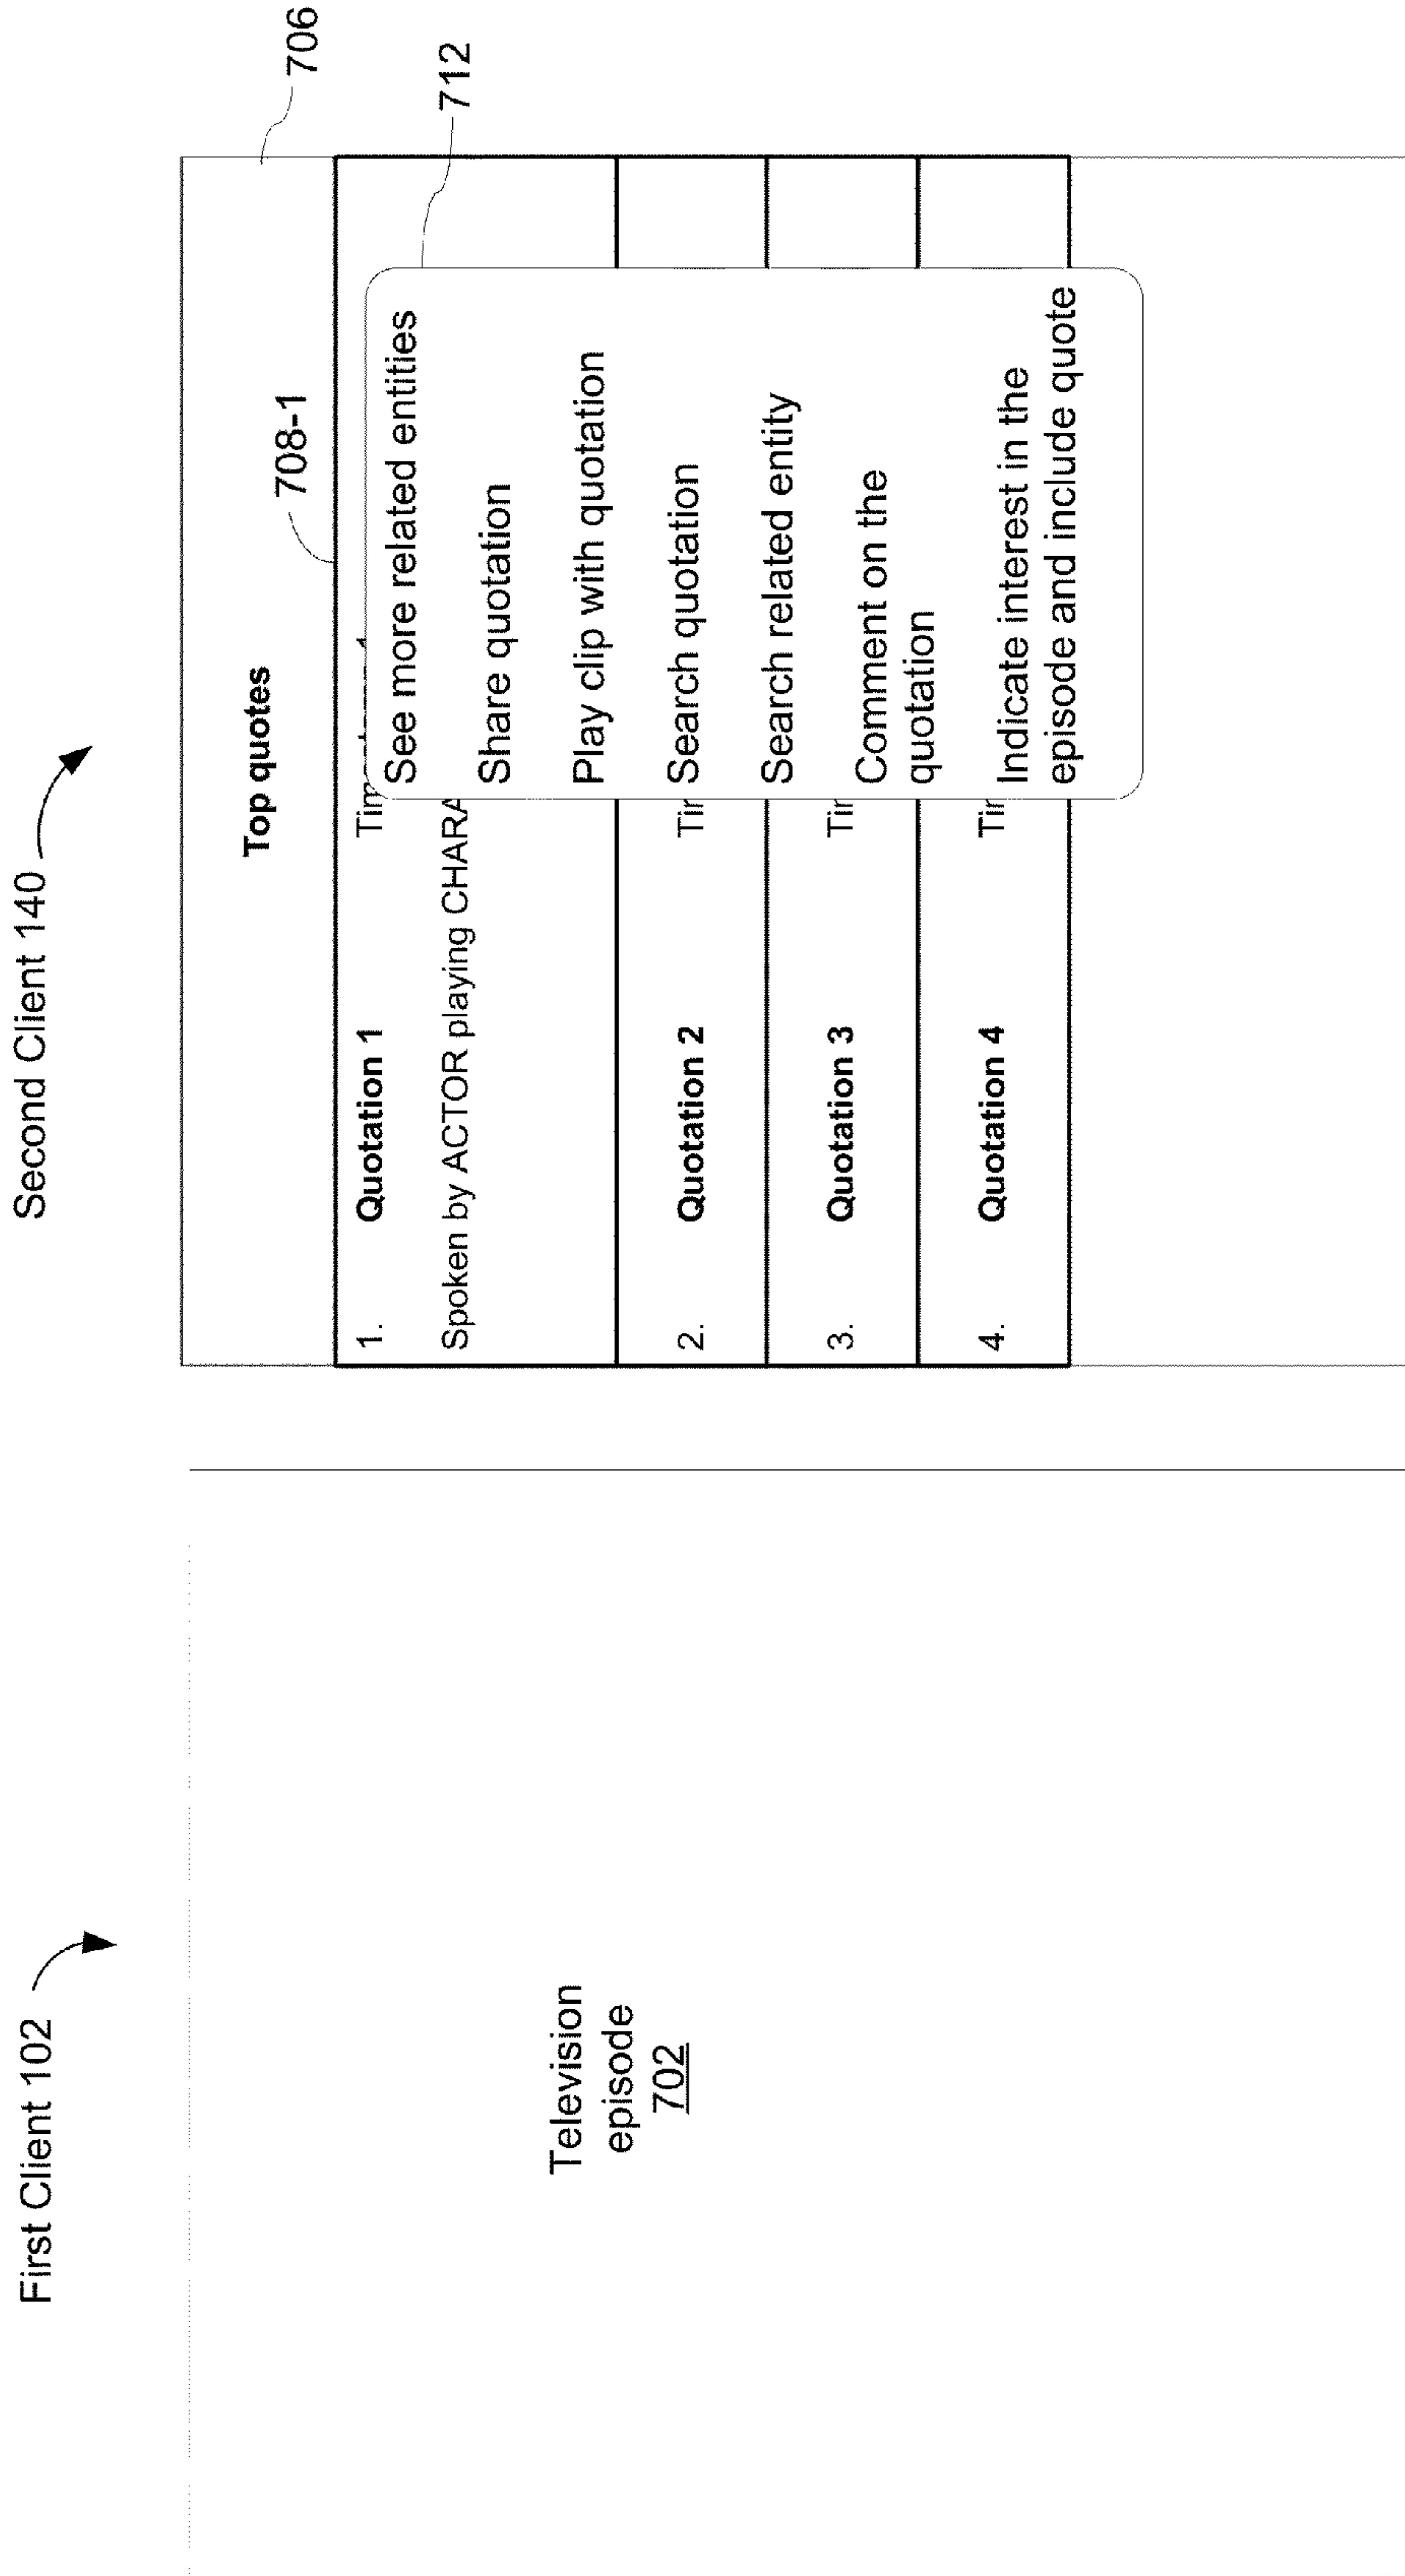 First Client 102
Second Client 140
706
Top quotes
708-1
712
1. Quotation 1
Spoken by ACTOR playing
2. Quotation 2
3. Quotation 3
4. Quotation 4
See more related entities
Share quotation
Play clip with quotation
Search quotation
Search related entity
Comment on the
quotation
Indicate interest in the
episode and include quote
Television
episode
702